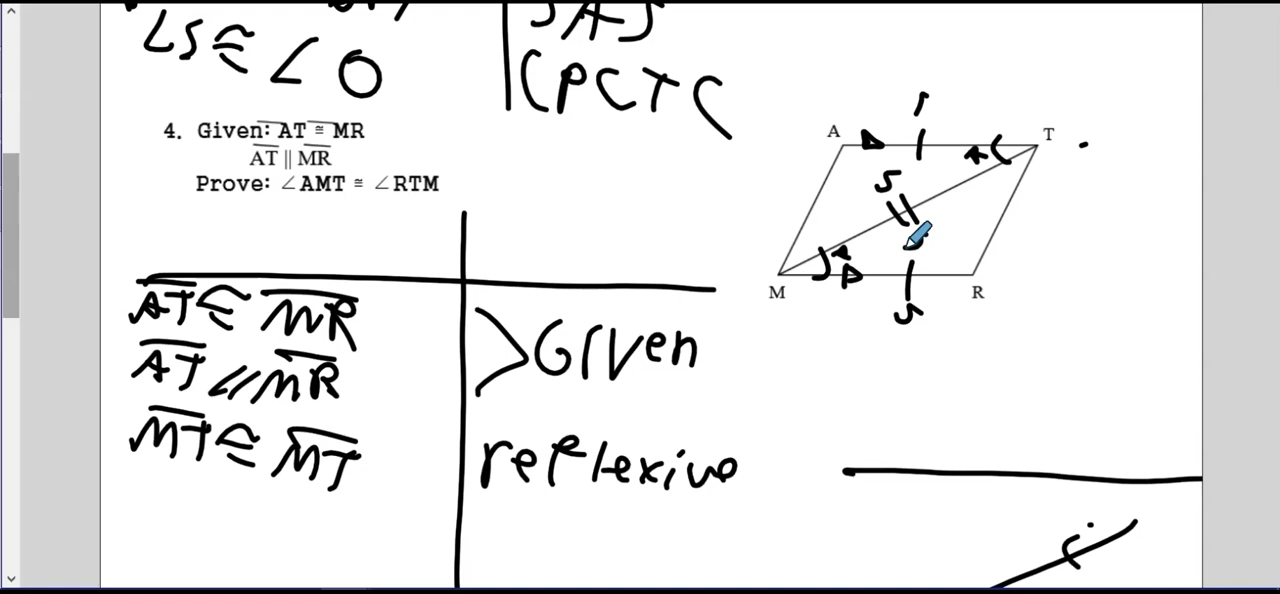 ∠S ≅ ∠O
SAS
CPCTC
4. Given: AT ≅ MR
AT || MR
Prove: ∠AMT ≅ ∠RTM
A
T
S
A
A
S
M
R
AT ≅ MR
AT // MR
Given
MT ≅ MT
reflexive